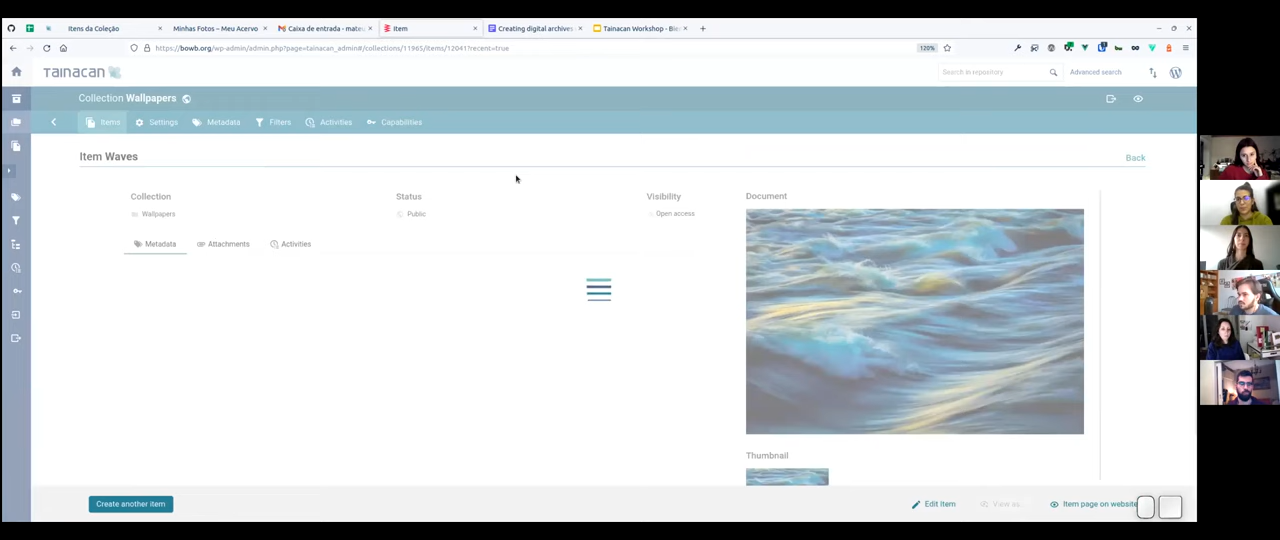 Itens da Coleção × Minhas Fotos – Meu Acervo × Caixa de entrada - mateu × Item × Creating digital archives × Tainacan Workshop - Bie × +
https://bowb.org/wp-admin/admin.php?page=tainacan_admin#/collections/11965/items/12041?recent=true 120%
TAINACAN Search in repository Advanced search
Collection Wallpapers
Items Settings Metadata Filters Activities Capabilities
Item Waves Back
Collection Status Visibility Document
Wallpapers Public Open access
Metadata Attachments Activities
Thumbnail
Create another item Edit item View as... Item page on website